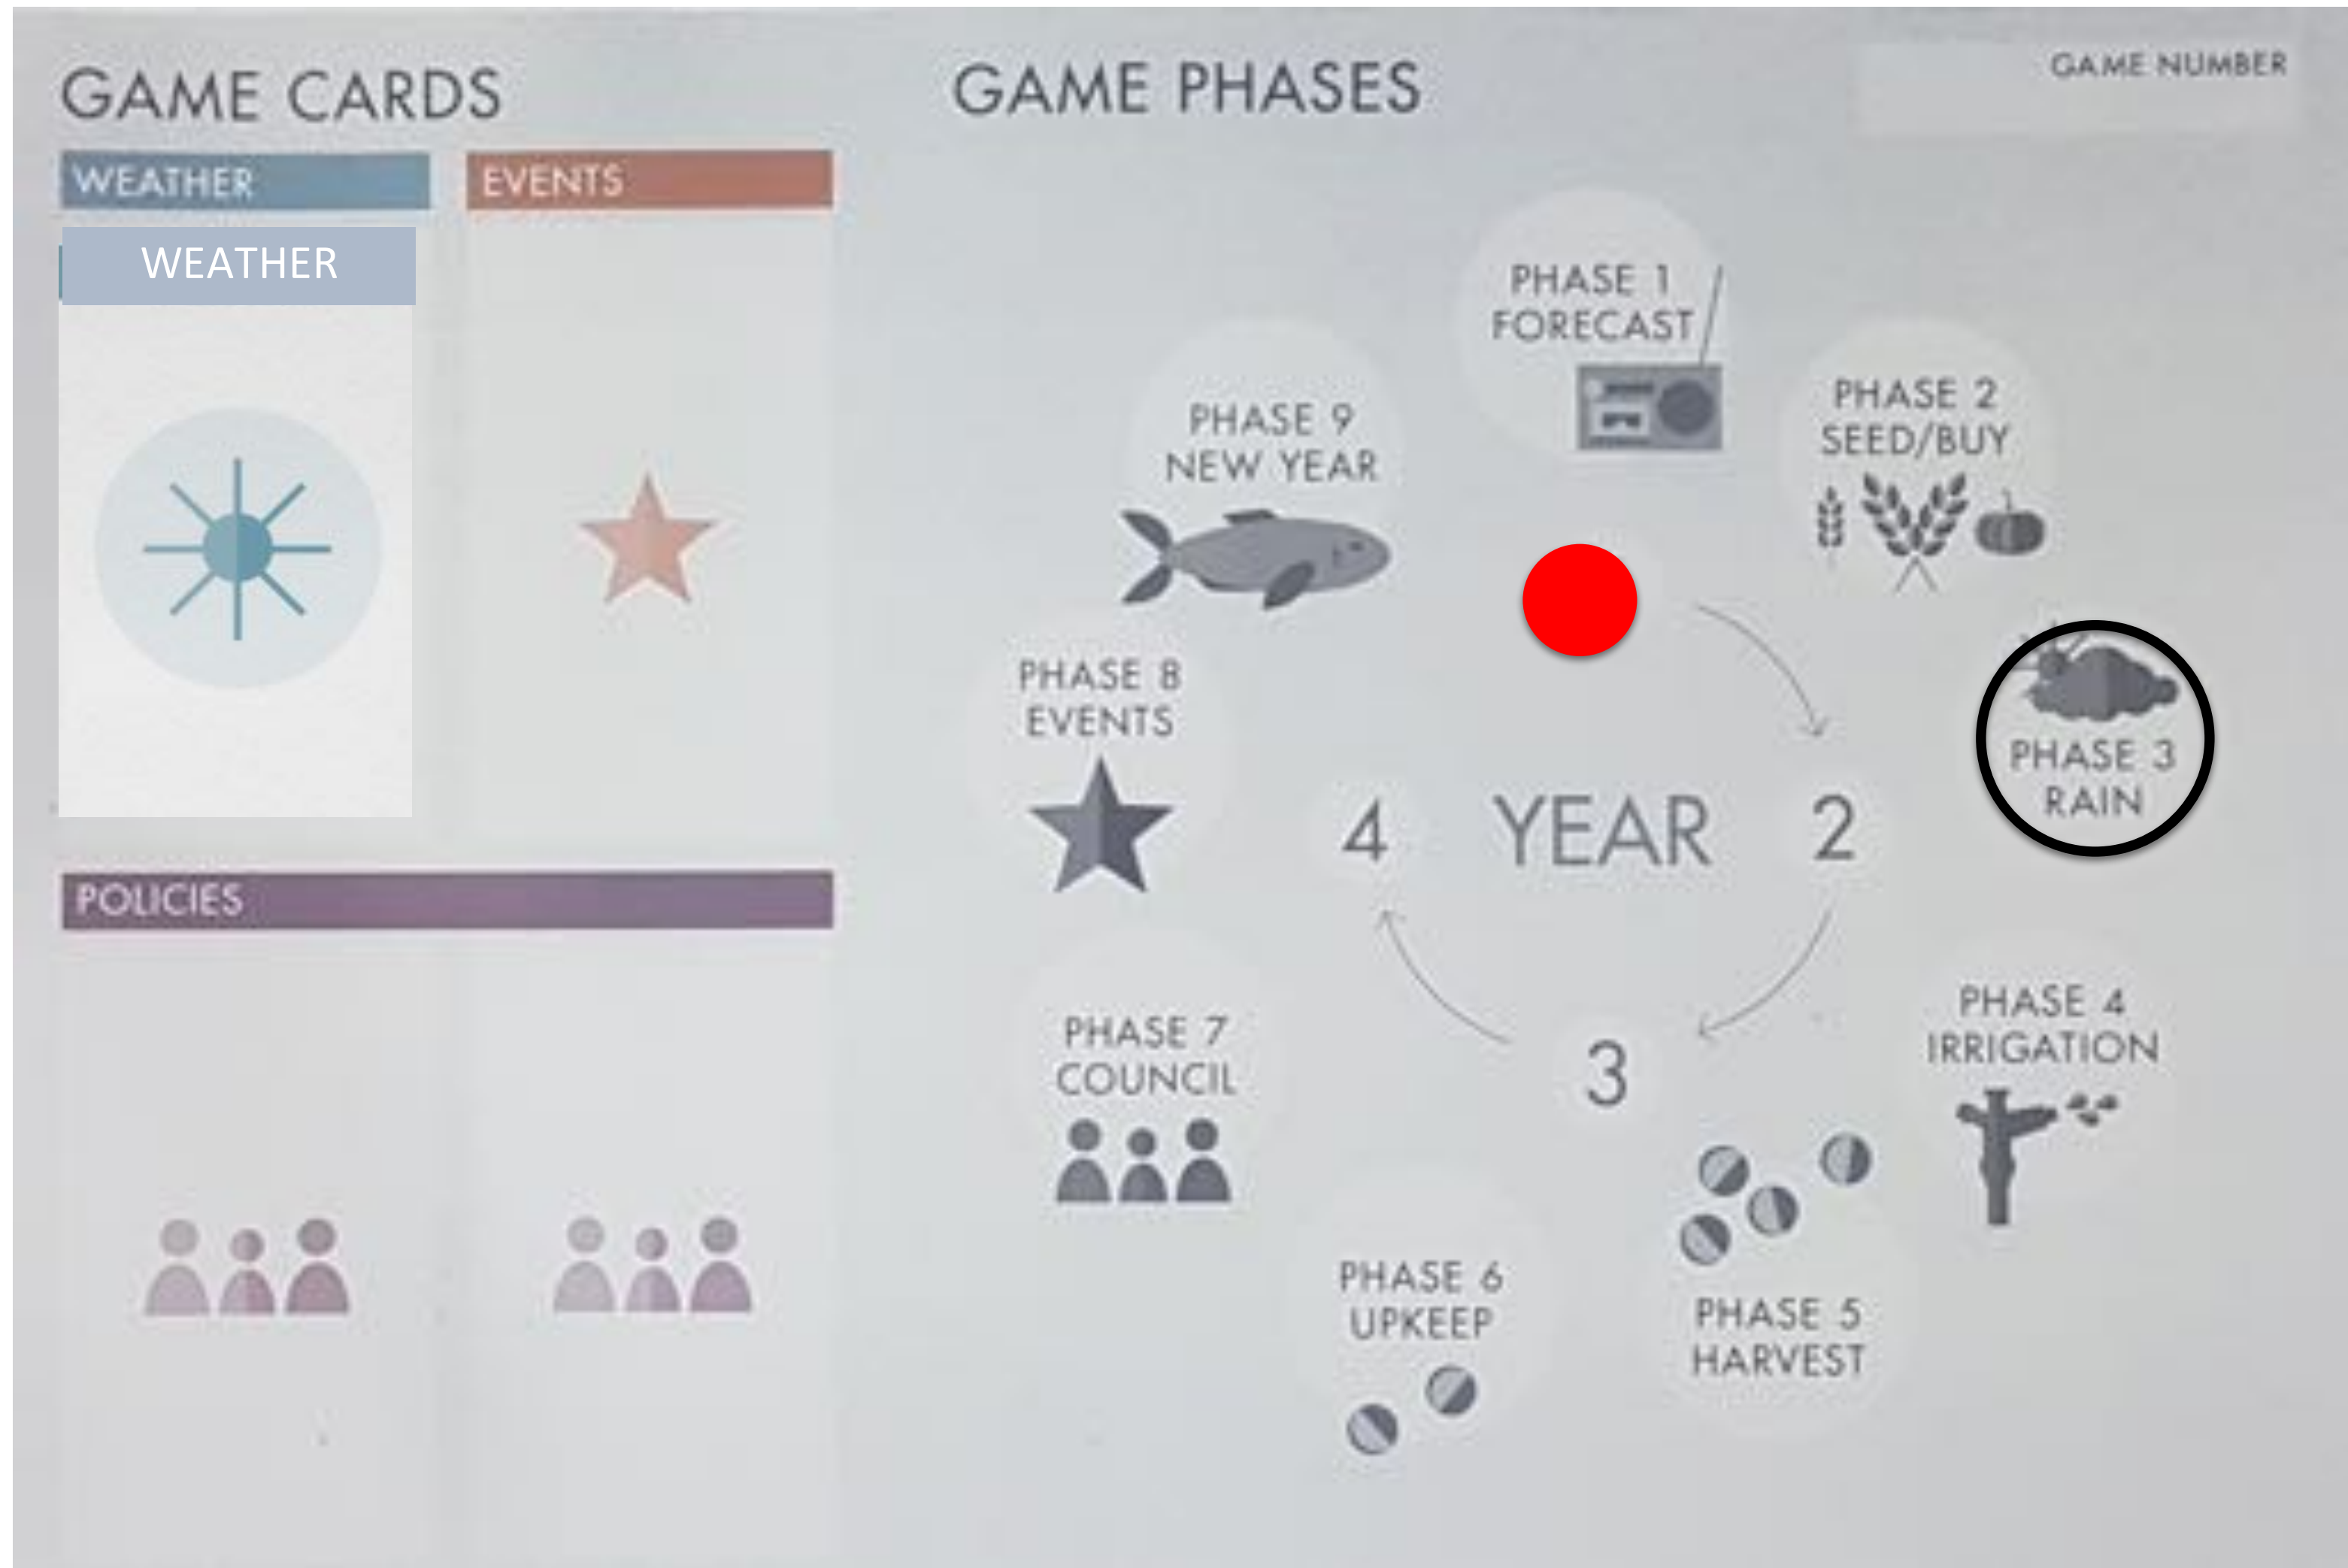 GAME CARDS
WEATHER
EVENTS
WEATHER
POLICIES
GAME PHASES
GAME NUMBER
PHASE 1
FORECAST
PHASE 2
SEED/BUY
PHASE 3
RAIN
PHASE 4
IRRIGATION
PHASE 5
HARVEST
PHASE 6
UPKEEP
PHASE 7
COUNCIL
PHASE 8
EVENTS
PHASE 9
NEW YEAR
4 YEAR 2
3